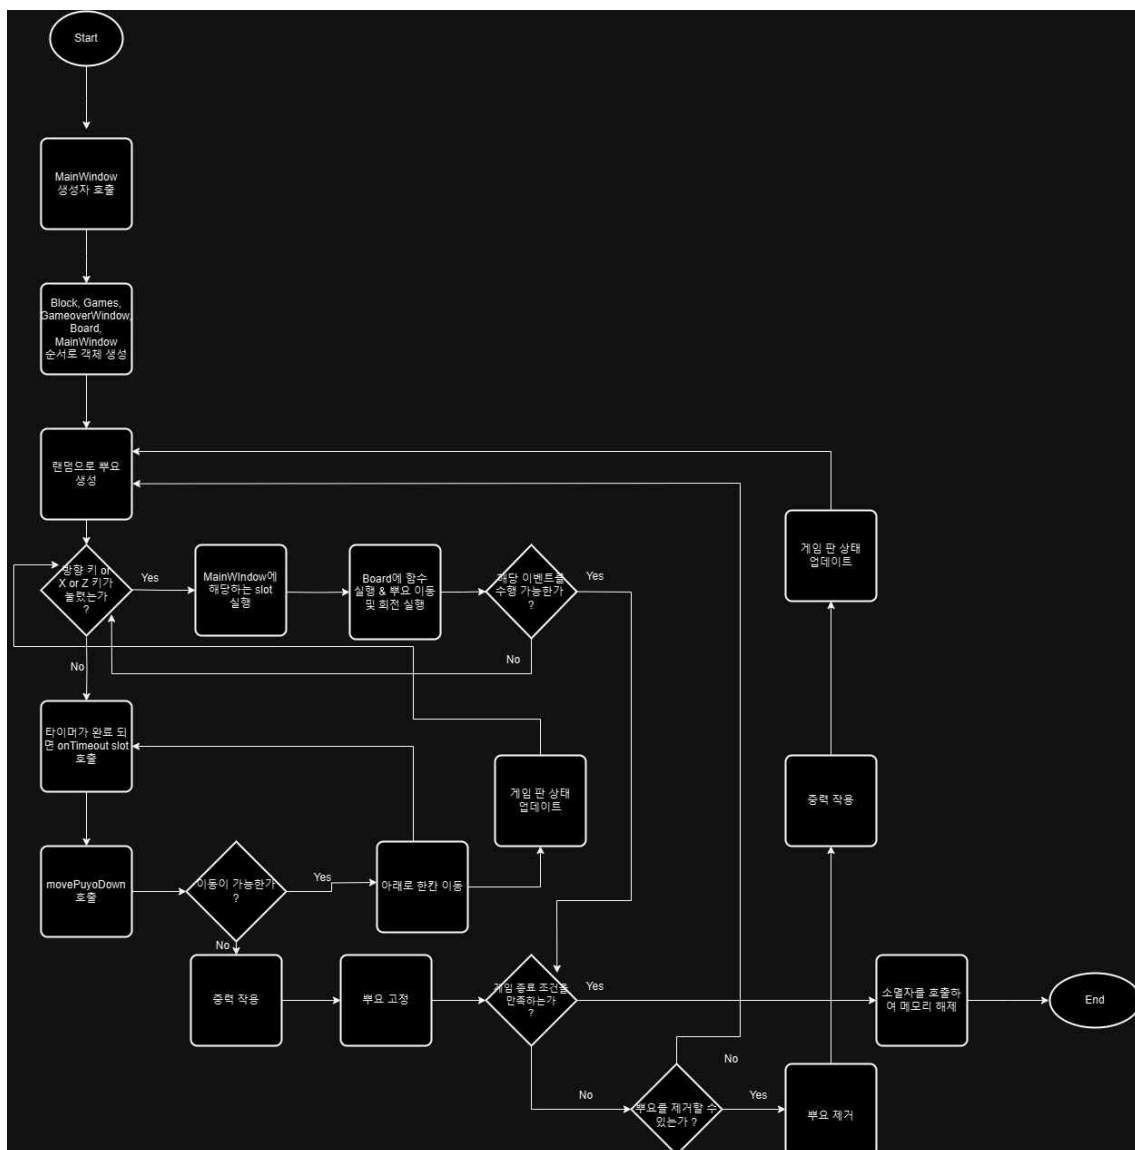 Start
MainWindow
생성자 호출
Block, Games,
GameoverWindow,
Board,
MainWindow
순서로 객체 생성
랜덤으로 뿌요
생성
방향 키 or
X or Z 키가
눌렸는가
?
Yes
MainWIndow에
해당하는 slot
실행
Board에 함수
실행 & 뿌요 이동
및 회전 실행
해당 이벤트를
수행 가능한가
?
Yes
No
No
게임 판 상태
업데이트
타이머가 완료 되
면 onTimeout slot
호출
게임 판 상태
업데이트
중력 작용
movePuyoDown
호출
이동이 가능한가
?
Yes
아래로 한칸 이동
No
중력 작용
뿌요 고정
게임 종료 조건을
만족하는가
?
Yes
소멸자를 호출하
여 메모리 해제
End
No
뿌요를 제거할 수
있는가 ?
No
Yes
뿌요 제거